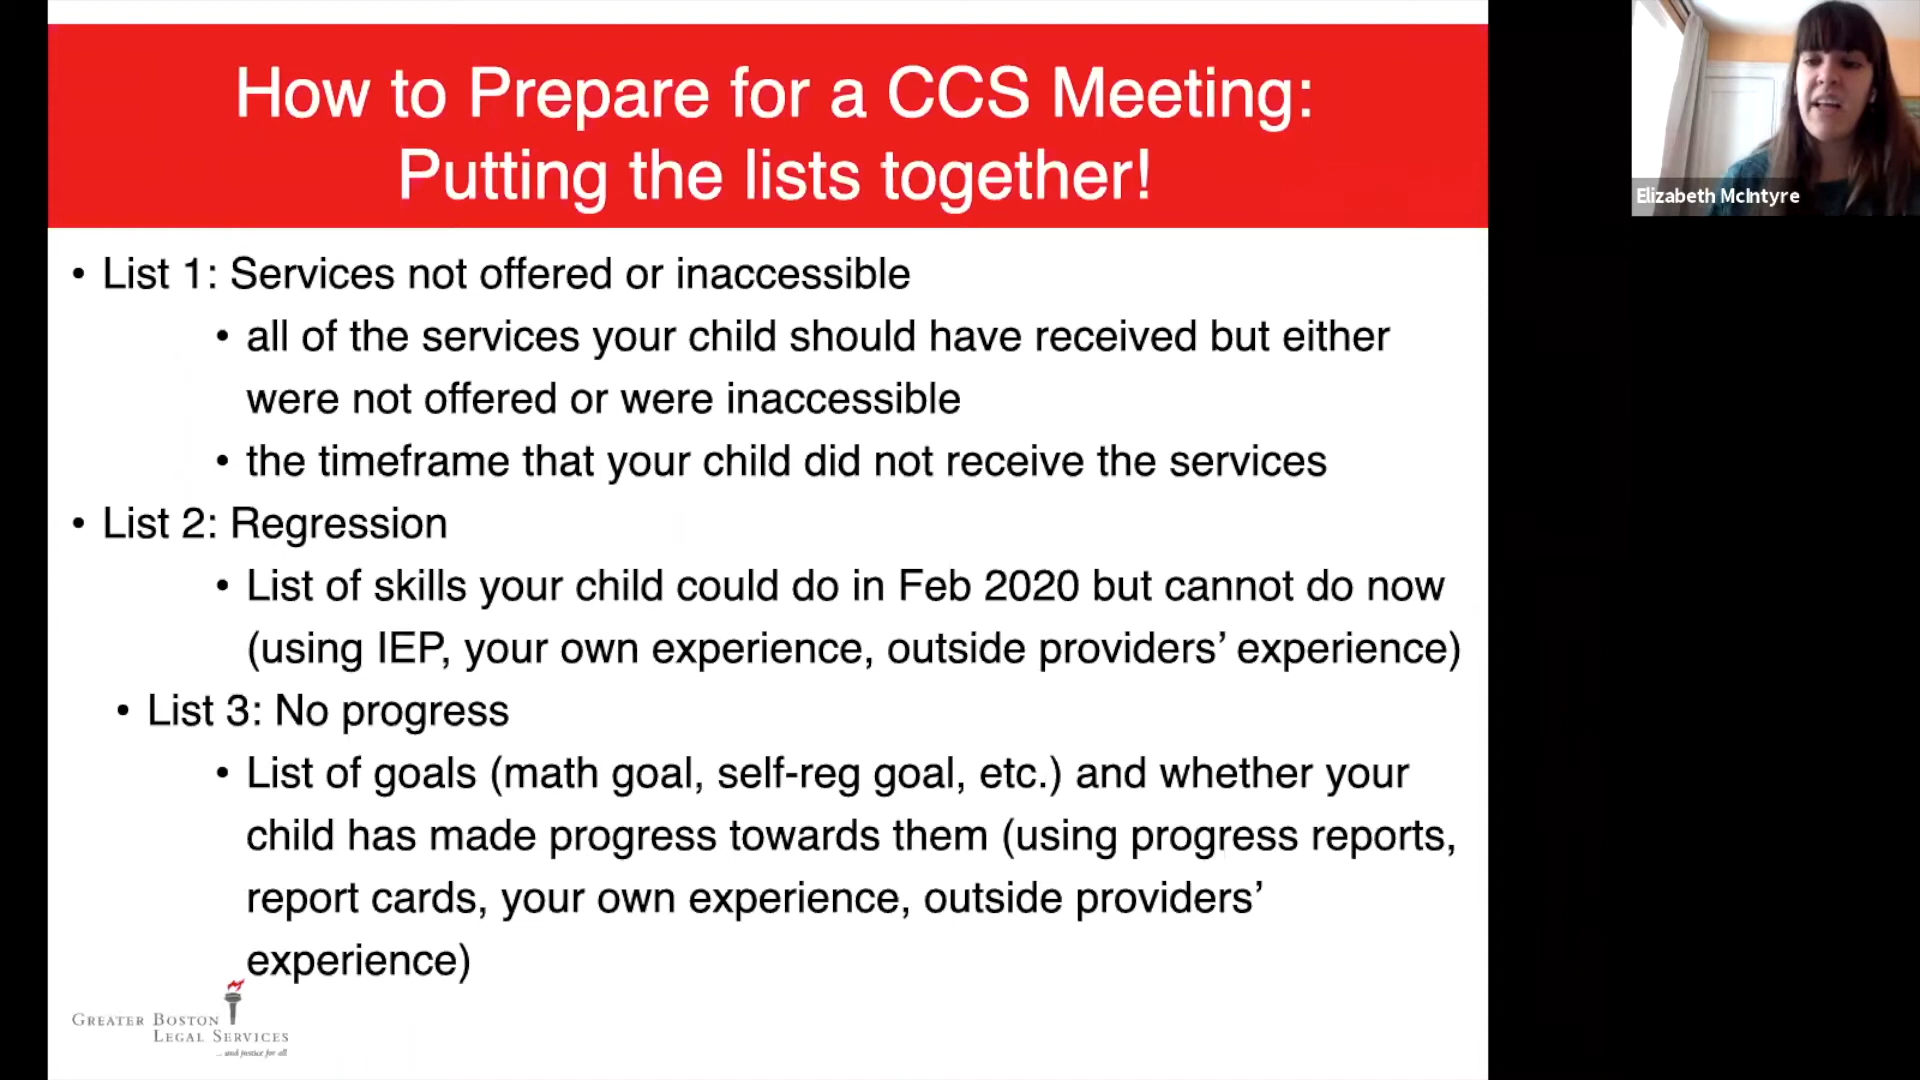 How to Prepare for a CCS Meeting:
Putting the lists together!
Elizabeth McIntyre
• List 1: Services not offered or inaccessible
• all of the services your child should have received but either
were not offered or were inaccessible
• the timeframe that your child did not receive the services
• List 2: Regression
• List of skills your child could do in Feb 2020 but cannot do now
(using IEP, your own experience, outside providers’ experience)
• List 3: No progress
• List of goals (math goal, self-reg goal, etc.) and whether your
child has made progress towards them (using progress reports,
report cards, your own experience, outside providers’
experience)
GREATER BOSTON
LEGAL SERVICES
... and justice for all